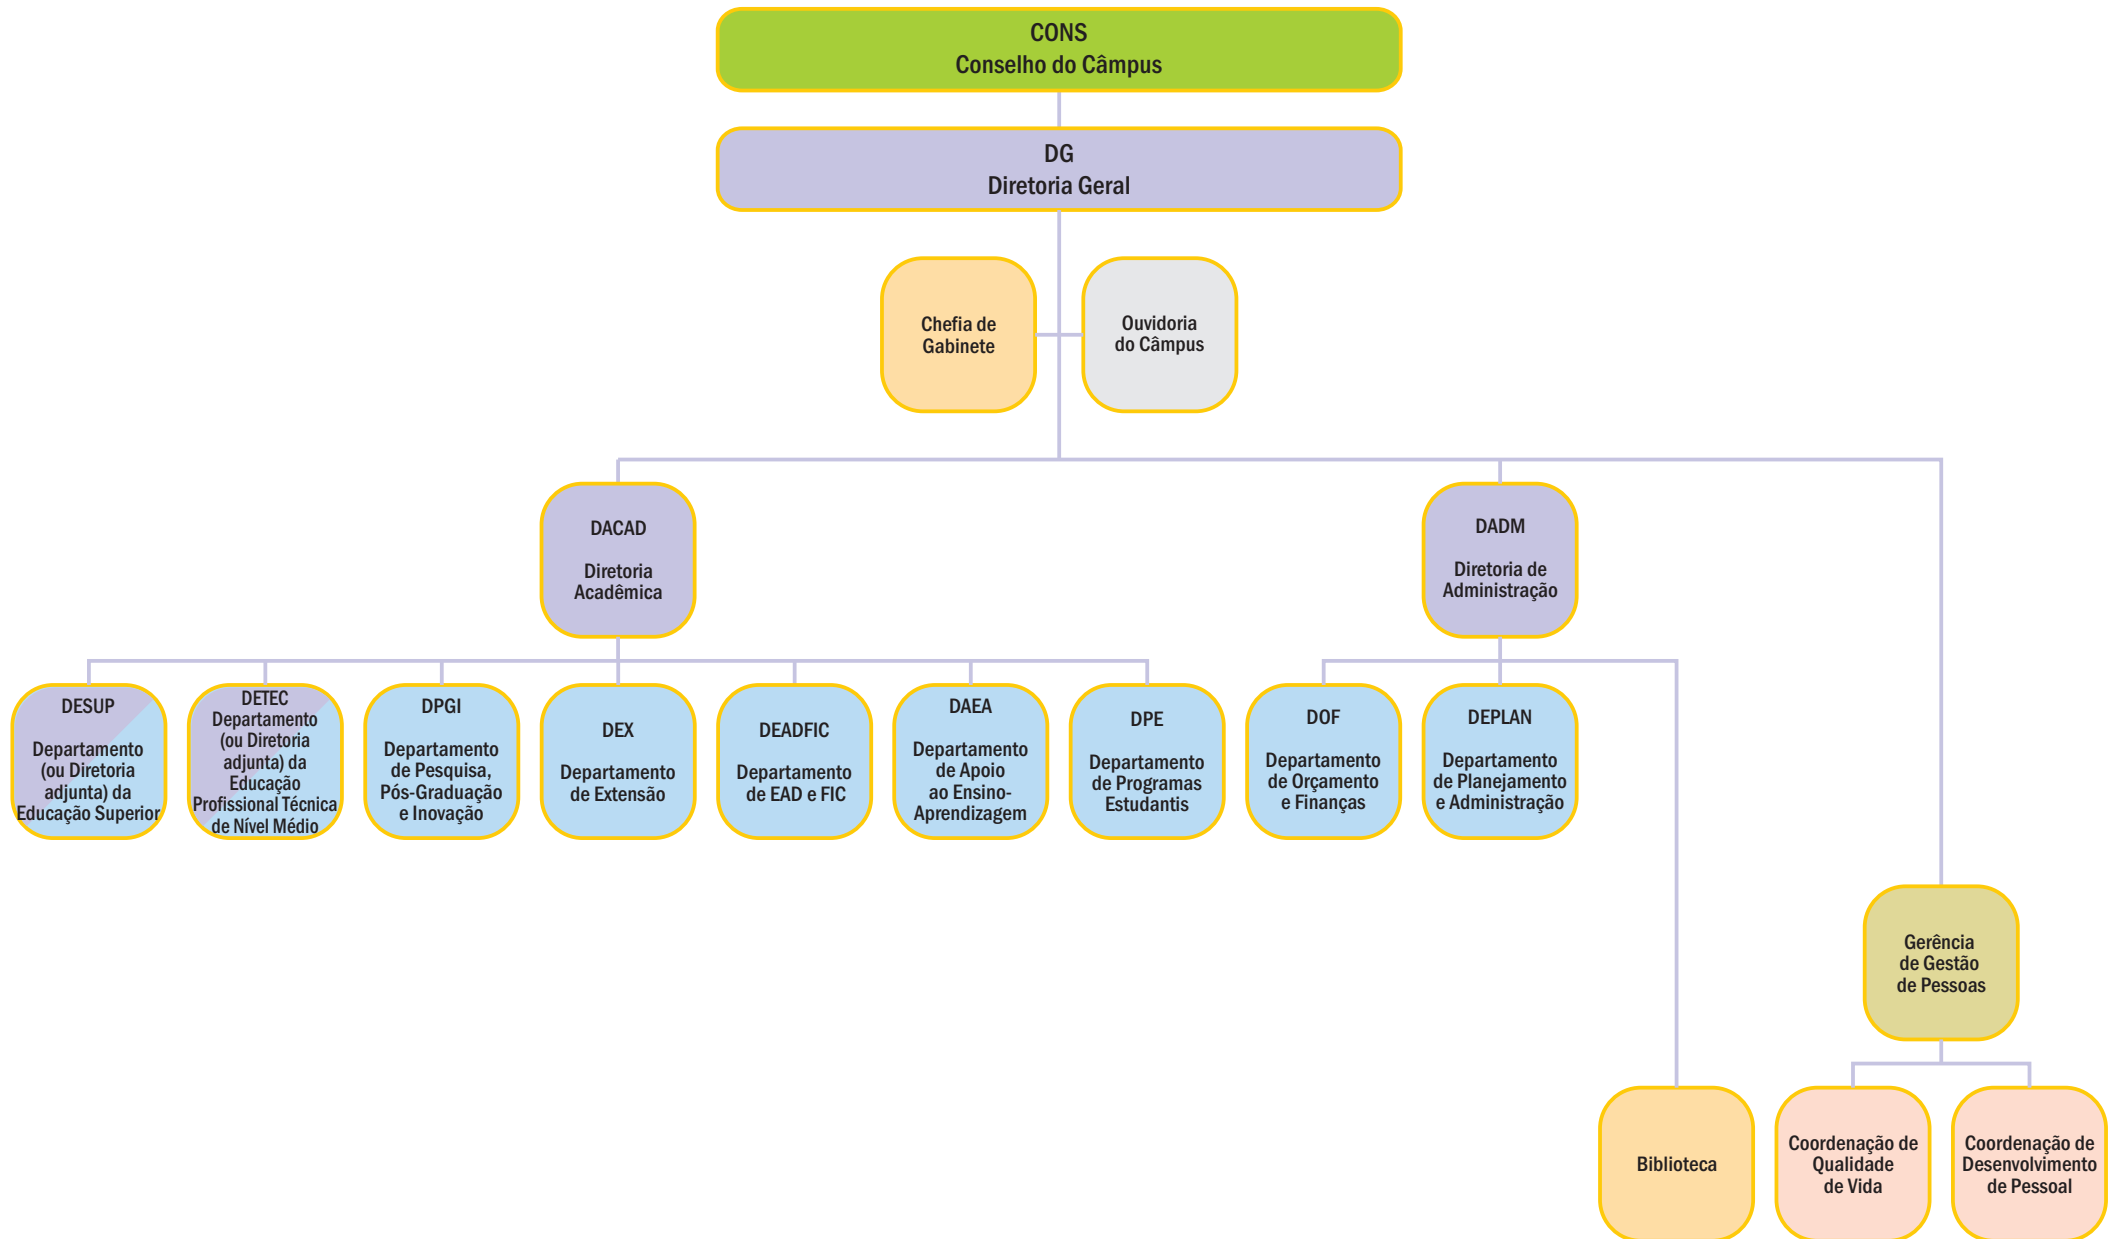 CONS
Conselho do Câmpus
DG
Diretoria Geral
Chefia de
Gabinete
Ouvidoria
do Câmpus
DACAD
Diretoria
Acadêmica
DADM
Diretoria de
Administração
DESUP
Departamento
(ou Diretoria
adjunta) da
Educação Superior
DETEC
Departamento
(ou Diretoria
adjunta) da
Educação
Profissional Técnica
de Nível Médio
DPGI
Departamento
de Pesquisa,
Pós-Graduação
e Inovação
DEX
Departamento
de Extensão
DEADFIC
Departamento
de EAD e FIC
DAEA
Departamento
de Apoio
ao Ensino-
Aprendizagem
DPE
Departamento
de Programas
Estudantis
DOF
Departamento
de Orçamento
e Finanças
DEPLAN
Departamento
de Planejamento
e Administração
Gerência
de Gestão
de Pessoas
Biblioteca
Coordenação de
Qualidade
de Vida
Coordenação de
Desenvolvimento
de Pessoal